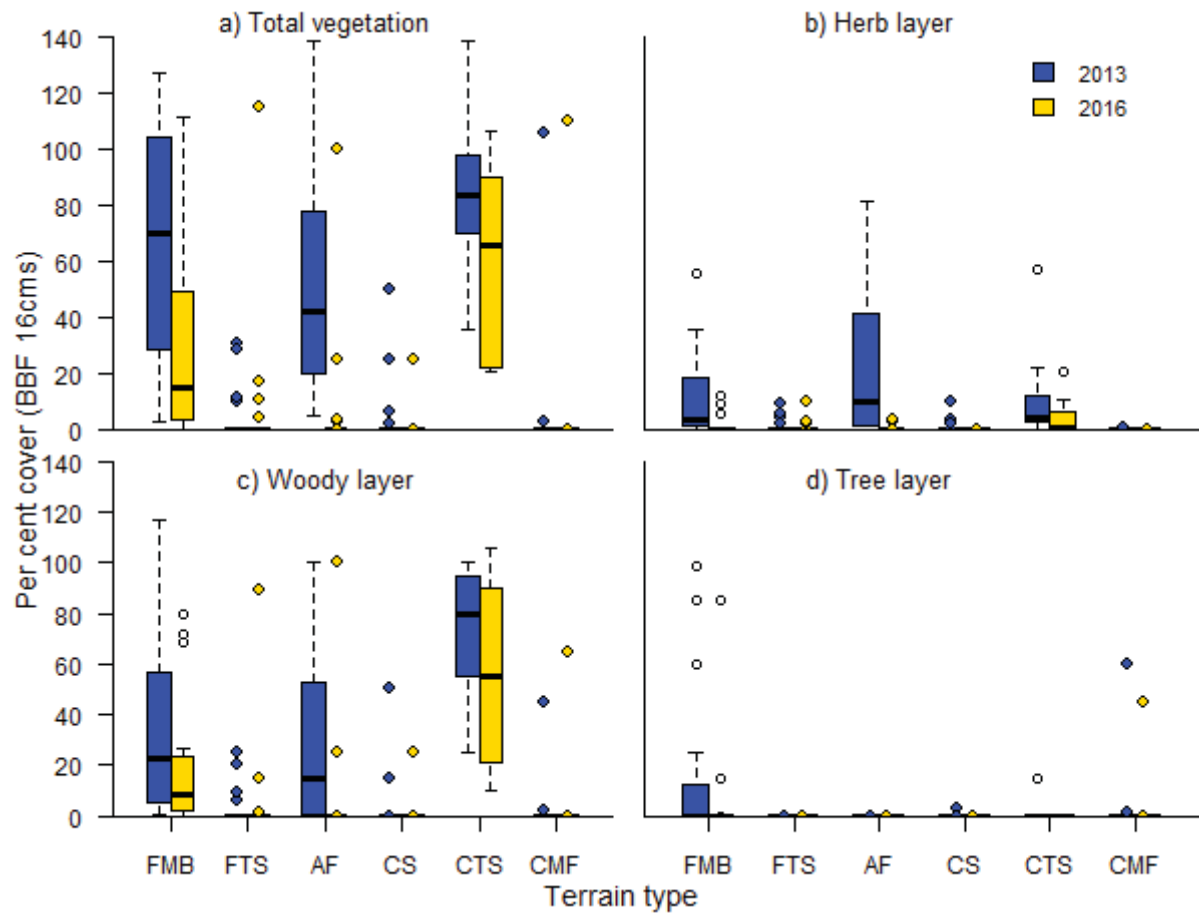 a) Total vegetation
b) Herb layer
140
120
100
80
60
40
20
0
2013
2016
Per cent cover (BBF 16cms)
c) Woody layer
d) Tree layer
140
120
100
80
60
40
20
0
FMB FTS AF CS CTS CMF
FMB FTS AF CS CTS CMF
Terrain type